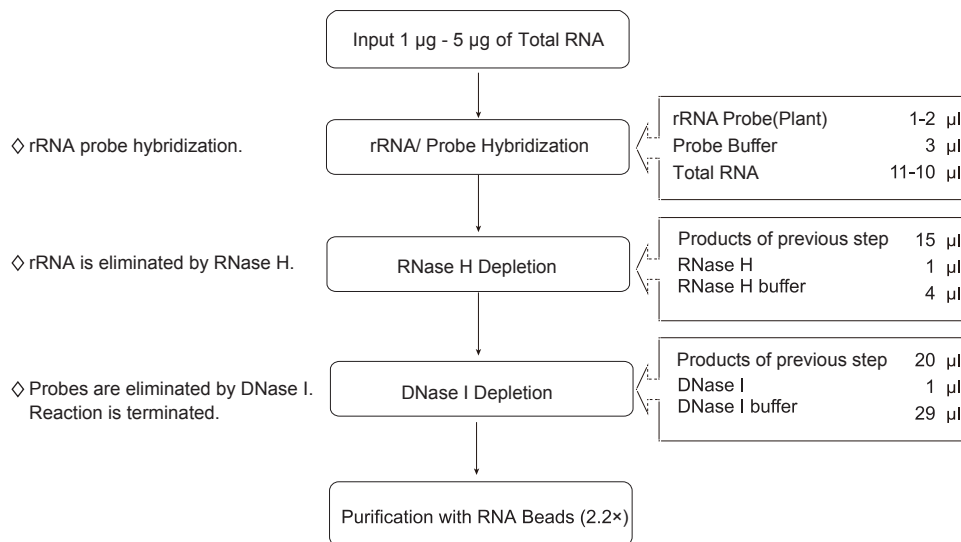 Input 1 µg - 5 µg of Total RNA
◇ rRNA probe hybridization.
rRNA/ Probe Hybridization
rRNA Probe(Plant) 1-2 µl
Probe Buffer 3 µl
Total RNA 11-10 µl
◇ rRNA is eliminated by RNase H.
RNase H Depletion
Products of previous step 15 µl
RNase H 1 µl
RNase H buffer 4 µl
◇ Probes are eliminated by DNase I.
Reaction is terminated.
DNase I Depletion
Products of previous step 20 µl
DNase I 1 µl
DNase I buffer 29 µl
Purification with RNA Beads (2.2×)